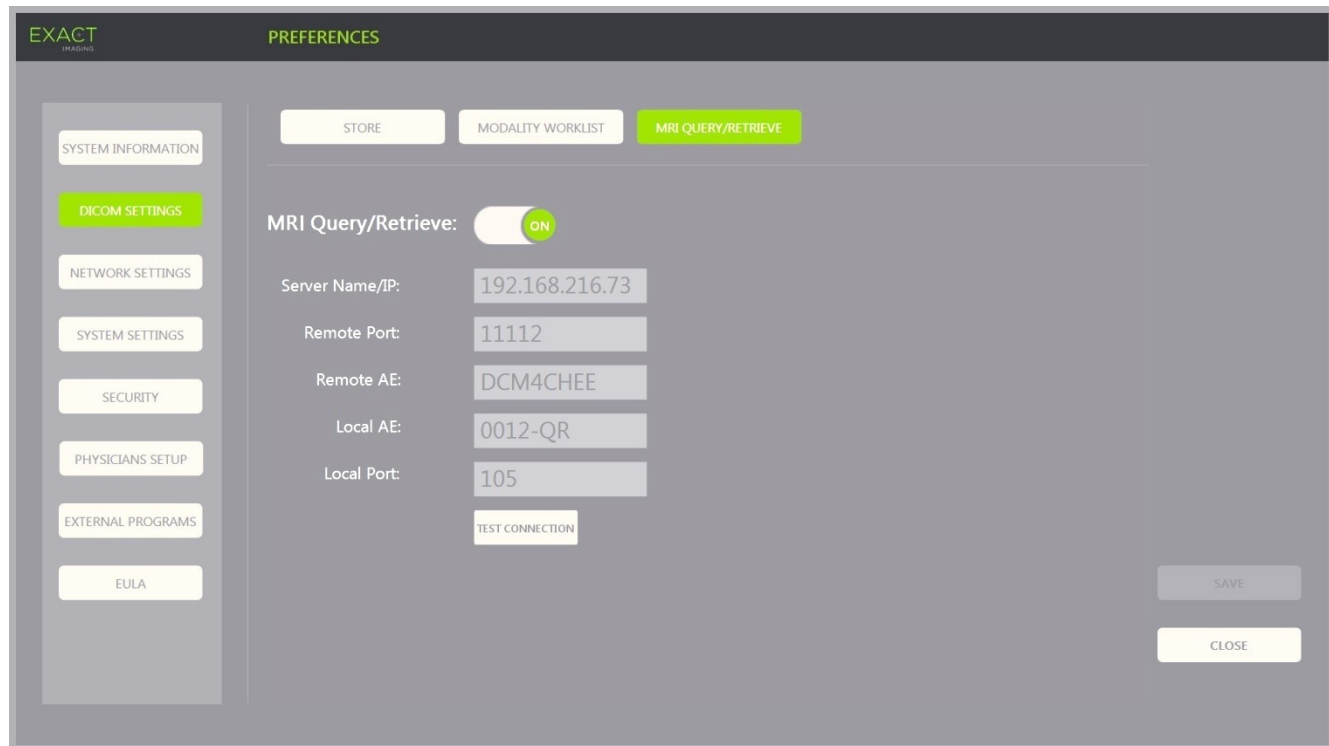 EXACT
IMAGING
PREFERENCES
SYSTEM INFORMATION
DICOM SETTINGS
NETWORK SETTINGS
SYSTEM SETTINGS
SECURITY
PHYSICIANS SETUP
EXTERNAL PROGRAMS
EULA
STORE
MODALITY WORKLIST
MRI QUERY/RETRIEVE
MRI Query/Retrieve:
ON
Server Name/IP:
192.168.216.73
Remote Port:
11112
Remote AE:
DCM4CHEE
Local AE:
0012-QR
Local Port:
105
TEST CONNECTION
SAVE
CLOSE